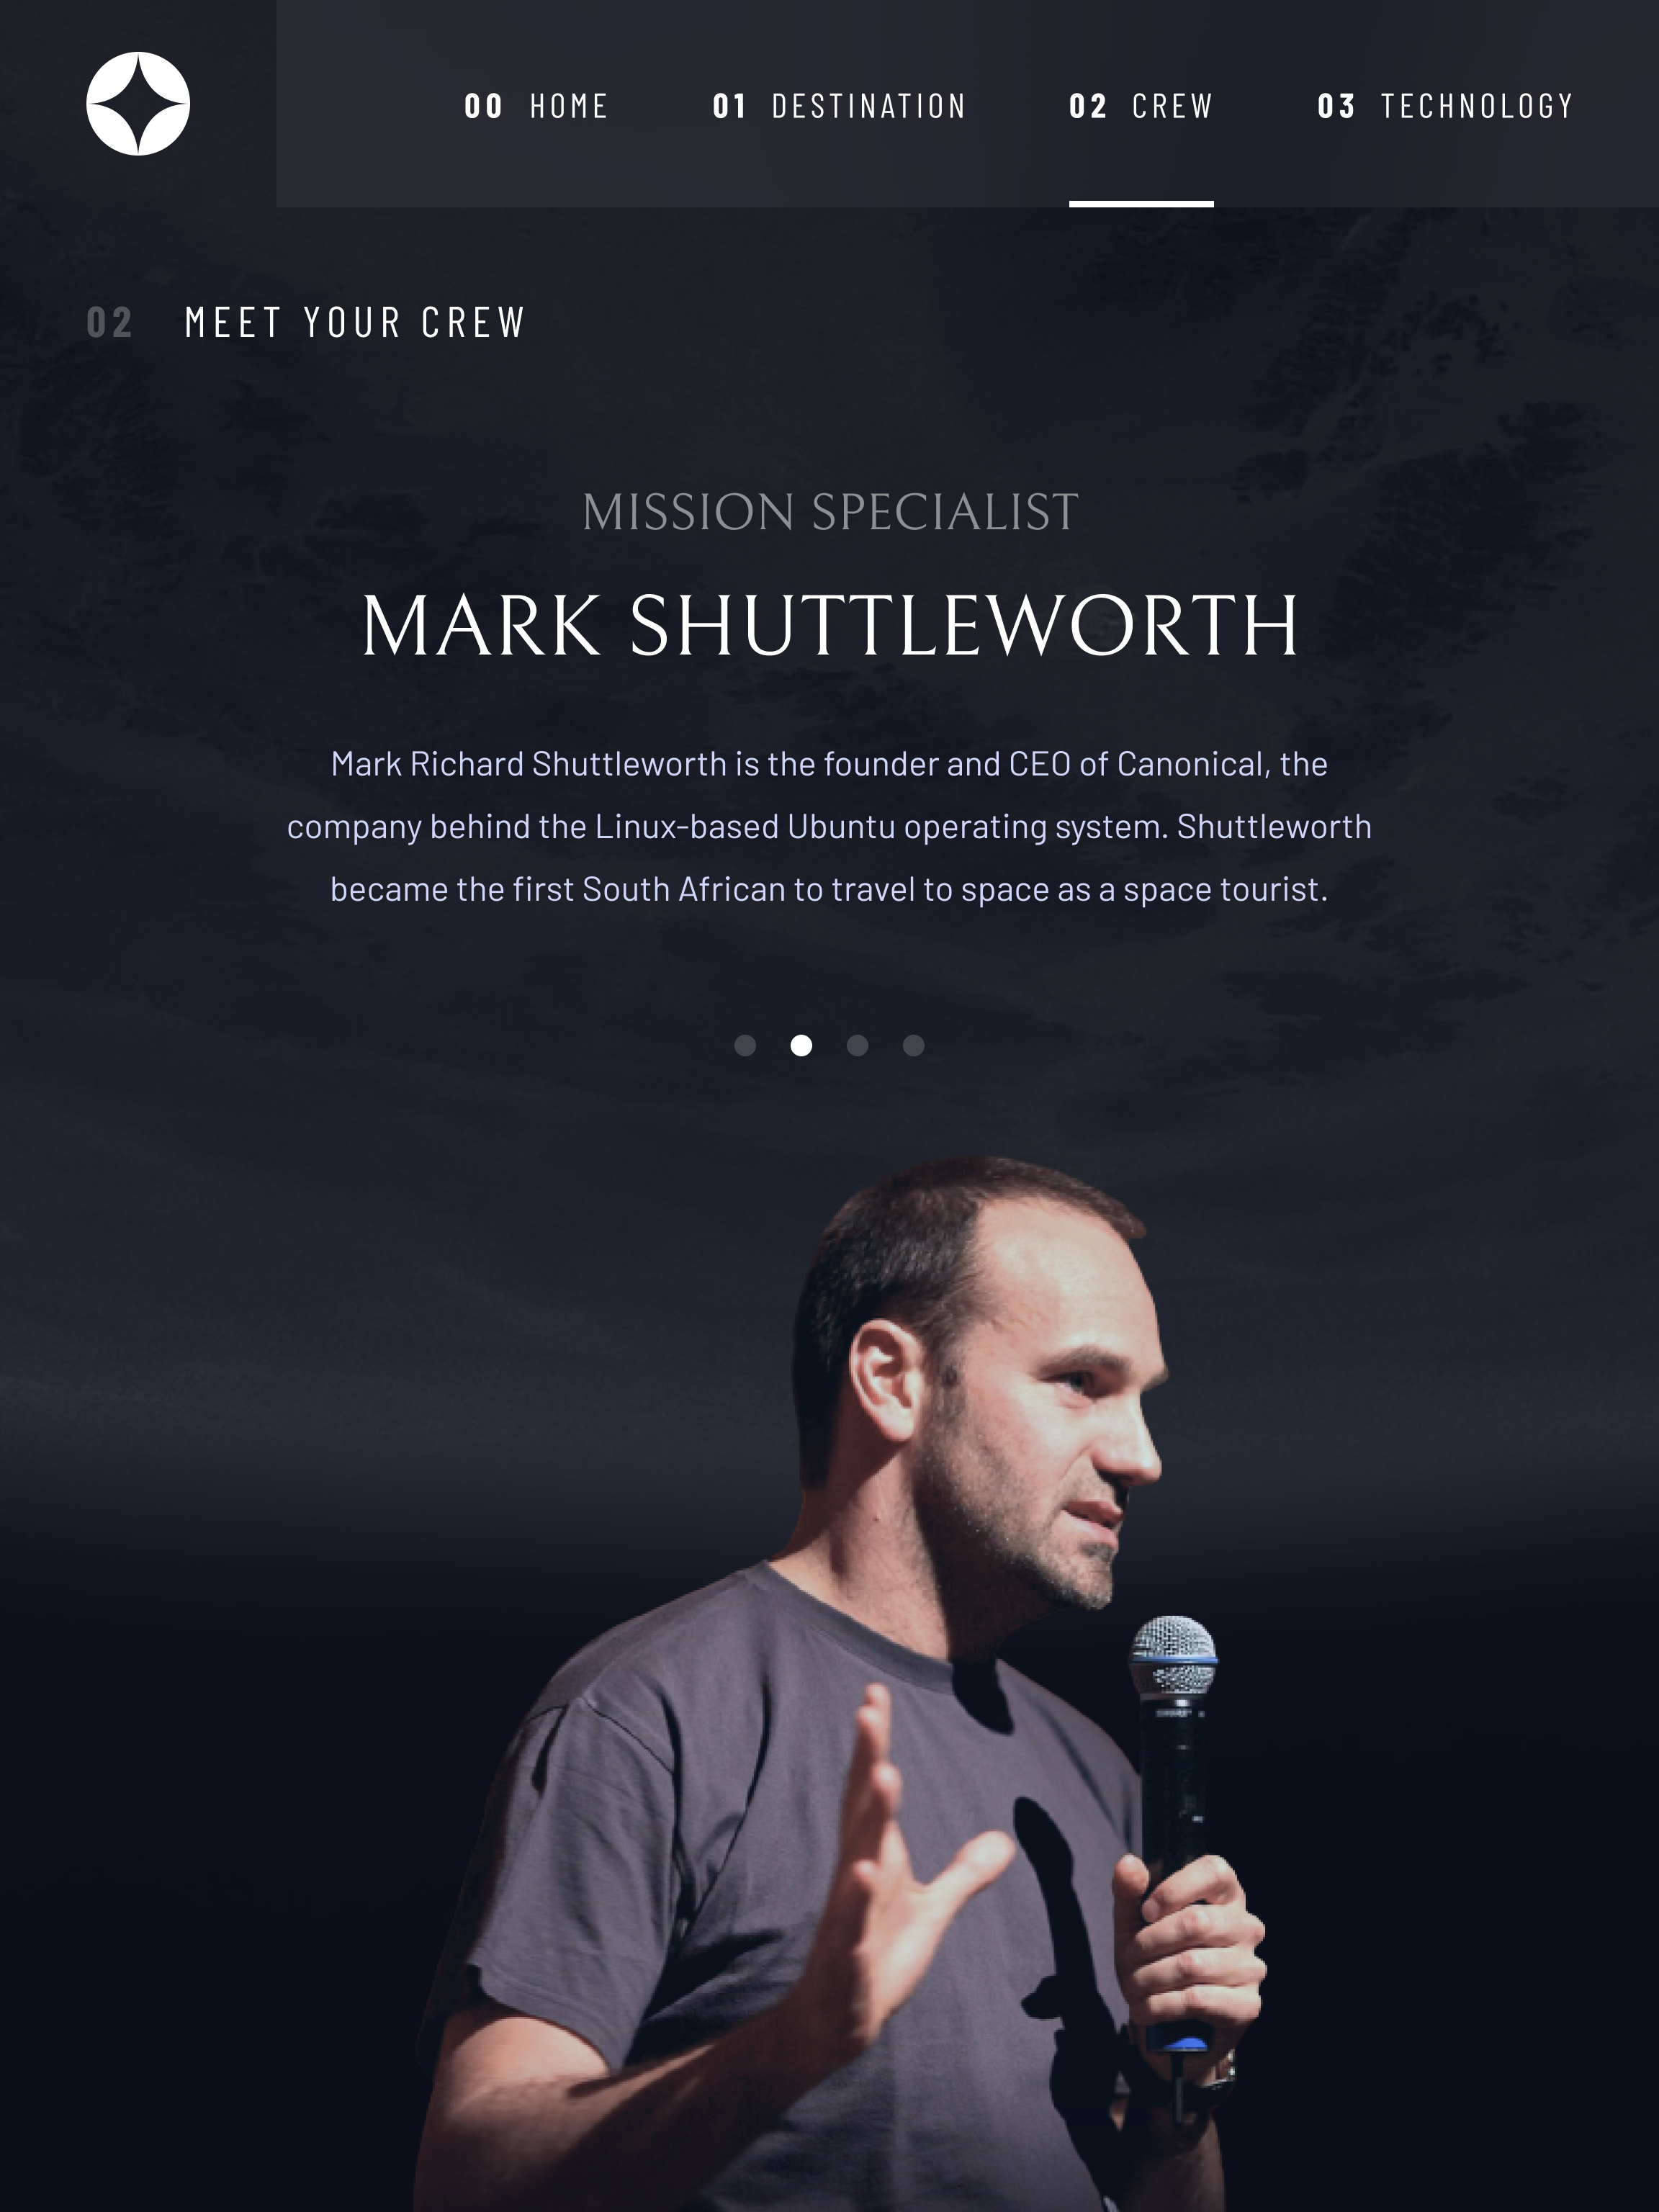 00 HOME 01 DESTINATION 02 CREW 03 TECHNOLOGY
02 MEET YOUR CREW
MISSION SPECIALIST
MARK SHUTTLEWORTH
Mark Richard Shuttleworth is the founder and CEO of Canonical, the
company behind the Linux-based Ubuntu operating system. Shuttleworth
became the first South African to travel to space as a space tourist.